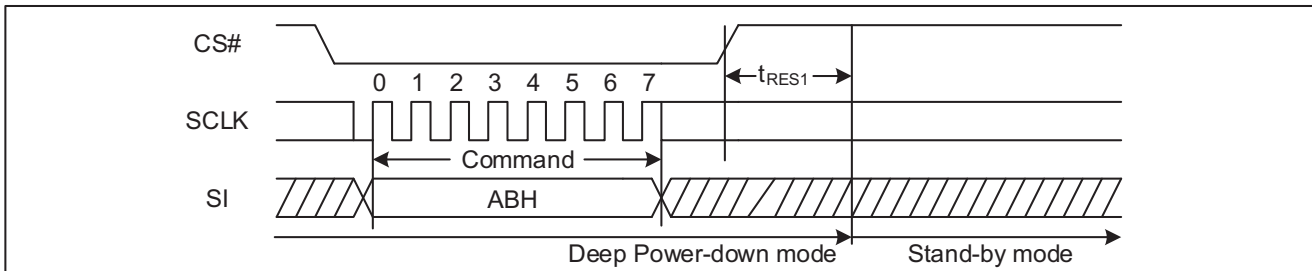 CS#
tRES1
0 1 2 3 4 5 6 7
SCLK
Command
SI
ABH
Deep Power-down mode Stand-by mode